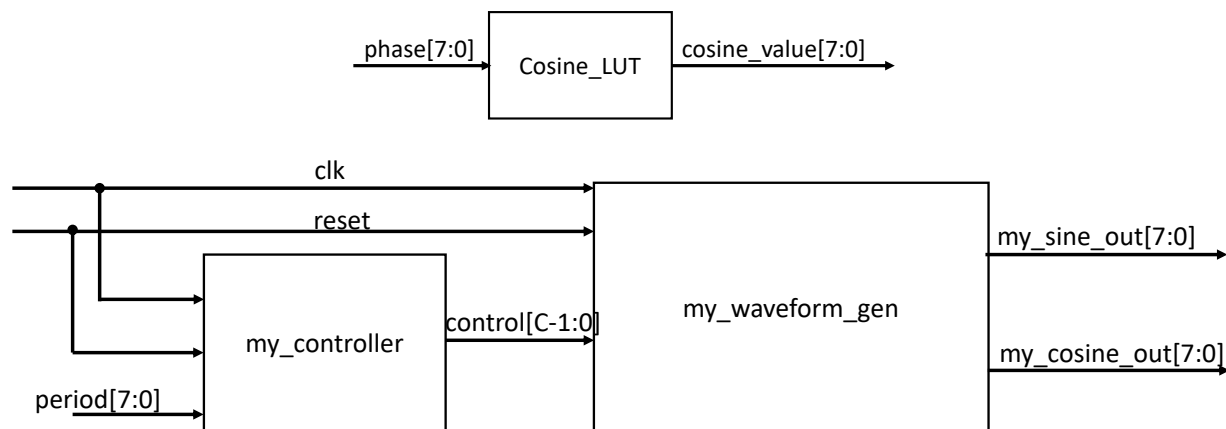 phase[7:0]
Cosine_LUT
cosine_value[7:0]
clk
reset
my_sine_out[7:0]
my_waveform_gen
control[C-1:0]
my_controller
my_cosine_out[7:0]
period[7:0]